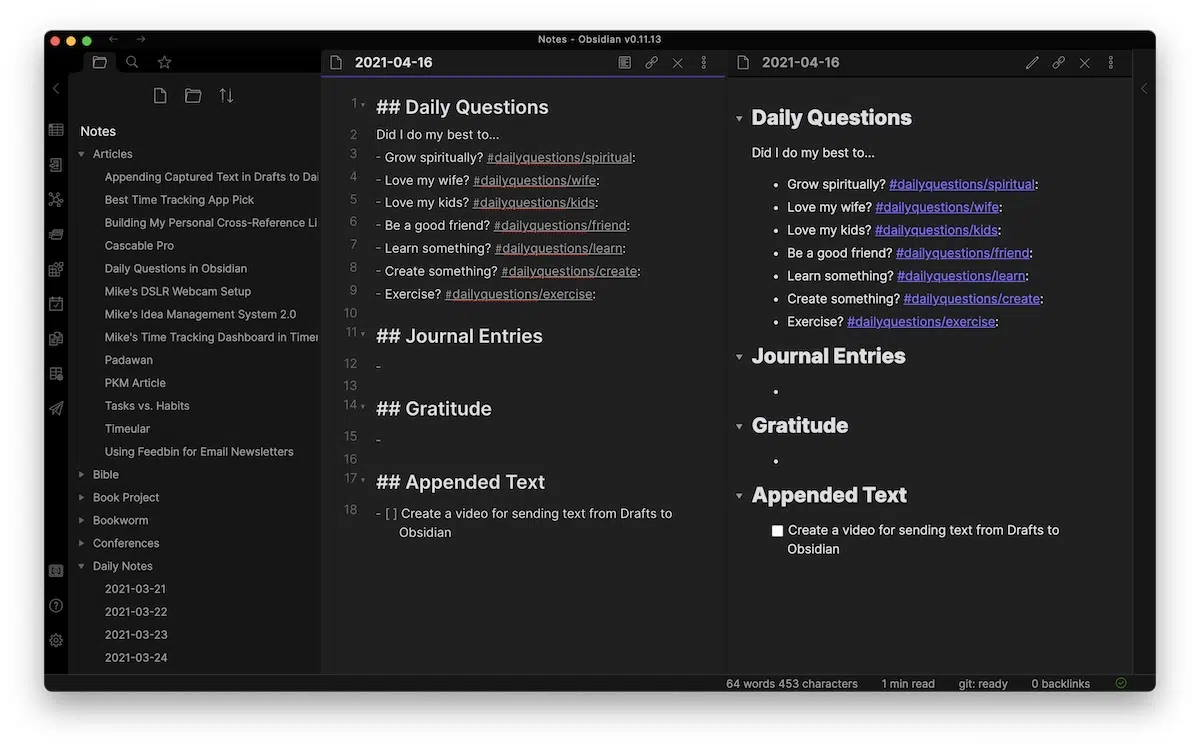 Notes - Obsidian v0.11.13
Notes
Articles
Appending Captured Text in Drafts to Dai
Best Time Tracking App Pick
Building My Personal Cross-Reference Li
Cascable Pro
Daily Questions in Obsidian
Mike's DSLR Webcam Setup
Mike's Idea Management System 2.0
Mike's Time Tracking Dashboard in Timer
Padawan
PKM Article
Tasks vs. Habits
Timeular
Using Feedbin for Email Newsletters
Bible
Book Project
Bookworm
Conferences
Daily Notes
2021-03-21
2021-03-22
2021-03-23
2021-03-24
2021-04-16
1 ## Daily Questions
2 Did I do my best to...
3 - Grow spiritually? #dailyquestions/spiritual:
4 - Love my wife? #dailyquestions/wife:
5 - Love my kids? #dailyquestions/kids:
6 - Be a good friend? #dailyquestions/friend:
7 - Learn something? #dailyquestions/learn:
8 - Create something? #dailyquestions/create:
9 - Exercise? #dailyquestions/exercise:
10
11 ## Journal Entries
12 -
13
14 ## Gratitude
15 -
16
17 ## Appended Text
18 - [ ] Create a video for sending text from Drafts to
Obsidian
2021-04-16
Daily Questions
Did I do my best to...
• Grow spiritually? #dailyquestions/spiritual:
• Love my wife? #dailyquestions/wife:
• Love my kids? #dailyquestions/kids:
• Be a good friend? #dailyquestions/friend:
• Learn something? #dailyquestions/learn:
• Create something? #dailyquestions/create:
• Exercise? #dailyquestions/exercise:
Journal Entries
•
Gratitude
•
Appended Text
Create a video for sending text from Drafts to
Obsidian
64 words 453 characters 1 min read git: ready 0 backlinks